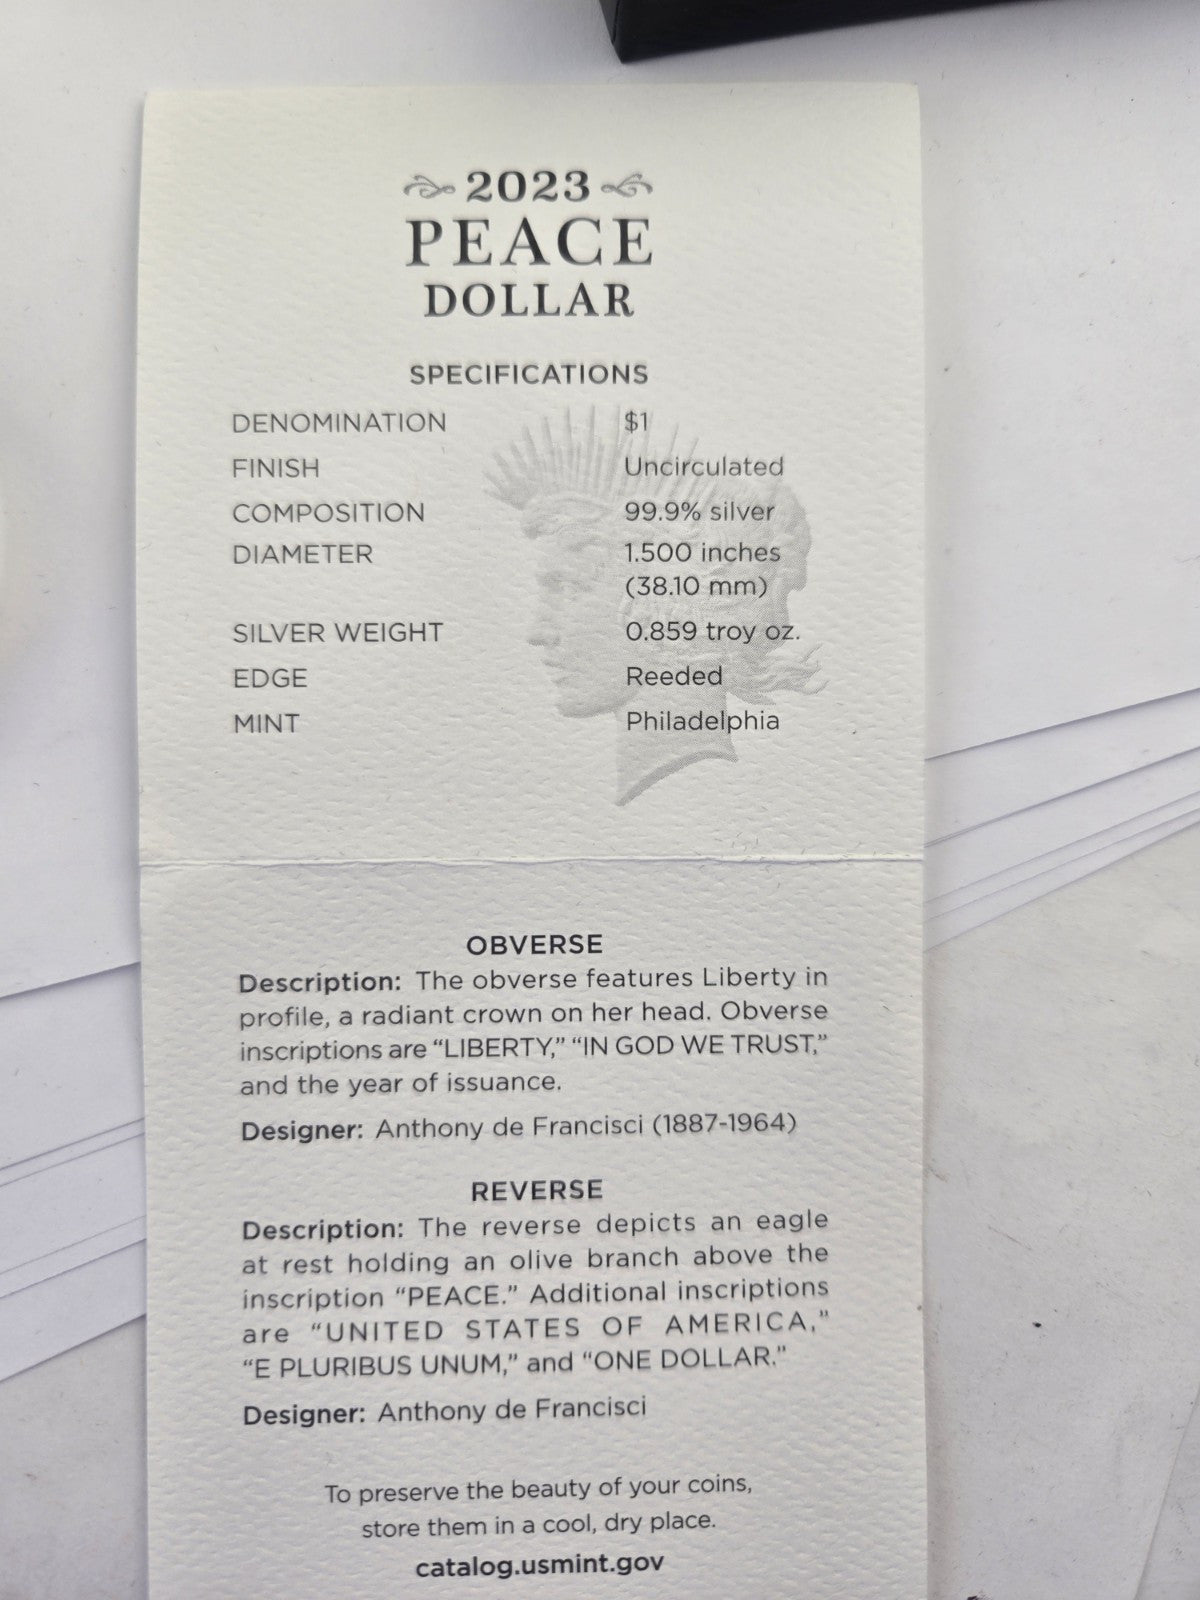 2023
PEACE
DOLLAR
SPECIFICATIONS
DENOMINATION $1
FINISH Uncirculated
COMPOSITION 99.9% silver
DIAMETER 1.500 inches
(38.10 mm)
SILVER WEIGHT 0.859 troy oz.
EDGE Reeded
MINT Philadelphia
OBVERSE
Description: The obverse features Liberty in
profile, a radiant crown on her head. Obverse
inscriptions are “LIBERTY,” “IN GOD WE TRUST,”
and the year of issuance.
Designer: Anthony de Francisci (1887-1964)
REVERSE
Description: The reverse depicts an eagle
at rest holding an olive branch above the
inscription “PEACE.” Additional inscriptions
are “UNITED STATES OF AMERICA,”
“E PLURIBUS UNUM,” and “ONE DOLLAR.”
Designer: Anthony de Francisci
To preserve the beauty of your coins,
store them in a cool, dry place.
catalog.usmint.gov